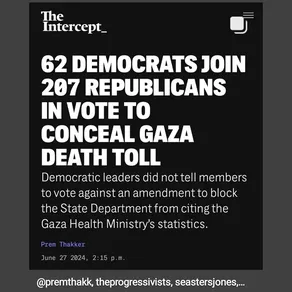 The
Intercept_
62 DEMOCRATS JOIN
207 REPUBLICANS
IN VOTE TO
CONCEAL GAZA
DEATH TOLL
Democratic leaders did not tell members
to vote against an amendment to block
the State Department from citing the
Gaza Health Ministry's statistics.
Prem Thakker
June 27 2024, 2:15 p.m.
@premthakk, theprogressivists, seastersjones,...